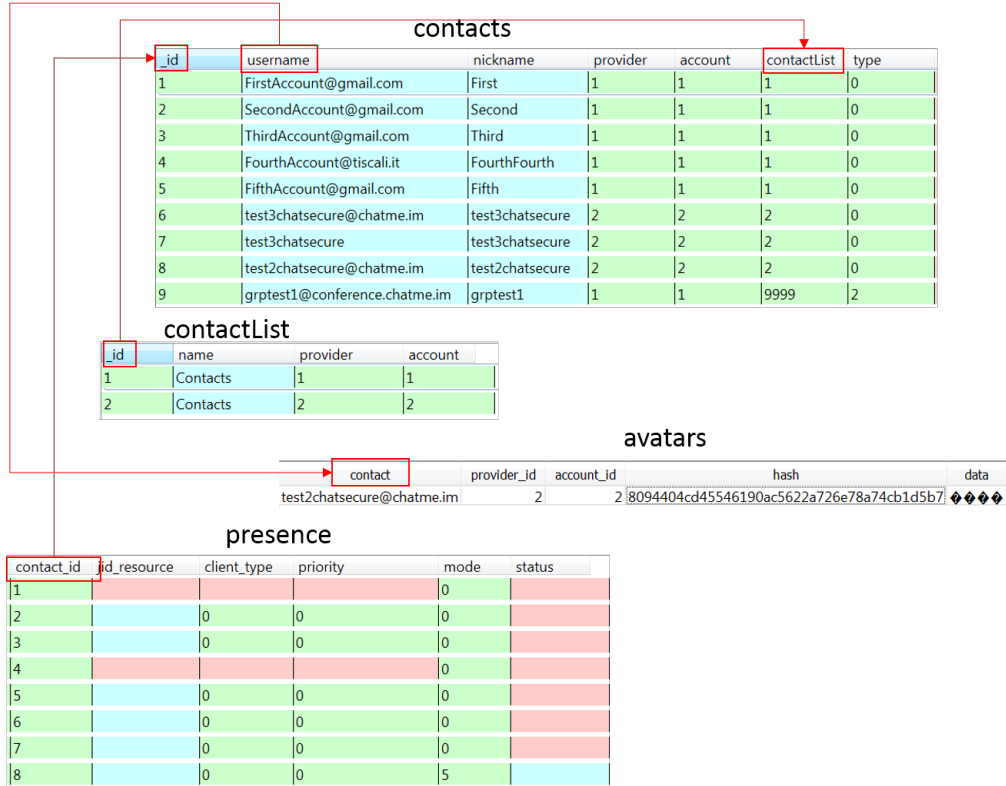 contacts
_id username nickname provider account contactList type
1 FirstAccount@gmail.com First 1 1 1 0
2 SecondAccount@gmail.com Second 1 1 1 0
3 ThirdAccount@gmail.com Third 1 1 1 0
4 FourthAccount@tiscali.it FourthFourth 1 1 1 0
5 FifthAccount@gmail.com Fifth 1 1 1 0
6 test3chatsecure@chatme.im test3chatsecure 2 2 2 0
7 test3chatsecure test3chatsecure 2 2 2 0
8 test2chatsecure@chatme.im test2chatsecure 2 2 2 0
9 grptest1@conference.chatme.im grptest1 1 1 9999 2
contactList
_id name provider account
1 Contacts 1 1
2 Contacts 2 2
avatars
contact provider_id account_id hash data
test2chatsecure@chatme.im 2 2 8094404cd45546190ac5622a726e78a74cb1d5b7 ����
presence
contact_id jid_resource client_type priority mode status
1 0
2 0 0 0
3 0 0 0
4 0
5 0 0 0
6 0 0 0
7 0 0 0
8 0 0 5